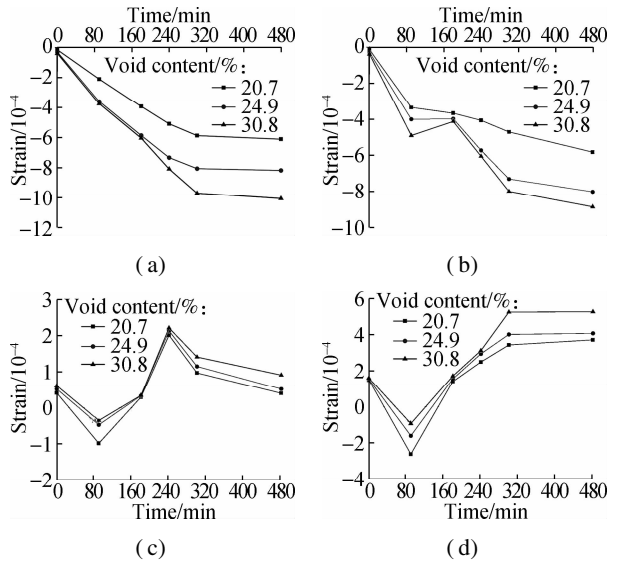 Time/min
0 80 160 240 320 400 480
0
Void content/%:
20.7
24.9
30.8
−2
−4
−6
−8
−10
−12
Strain/10⁻⁴
(a)
Time/min
0 80 160 240 320 400 480
0
Void content/%:
20.7
24.9
30.8
−2
−4
−6
−8
−10
Strain/10⁻⁴
(b)
3
Void content/%:
20.7
24.9
30.8
2
1
0
−1
−2
Strain/10⁻⁴
0 80 160 240 320 400 480
Time/min
(c)
6
Void content/%:
20.7
24.9
30.8
4
2
0
−2
−4
Strain/10⁻⁴
0 80 160 240 320 400 480
Time/min
(d)